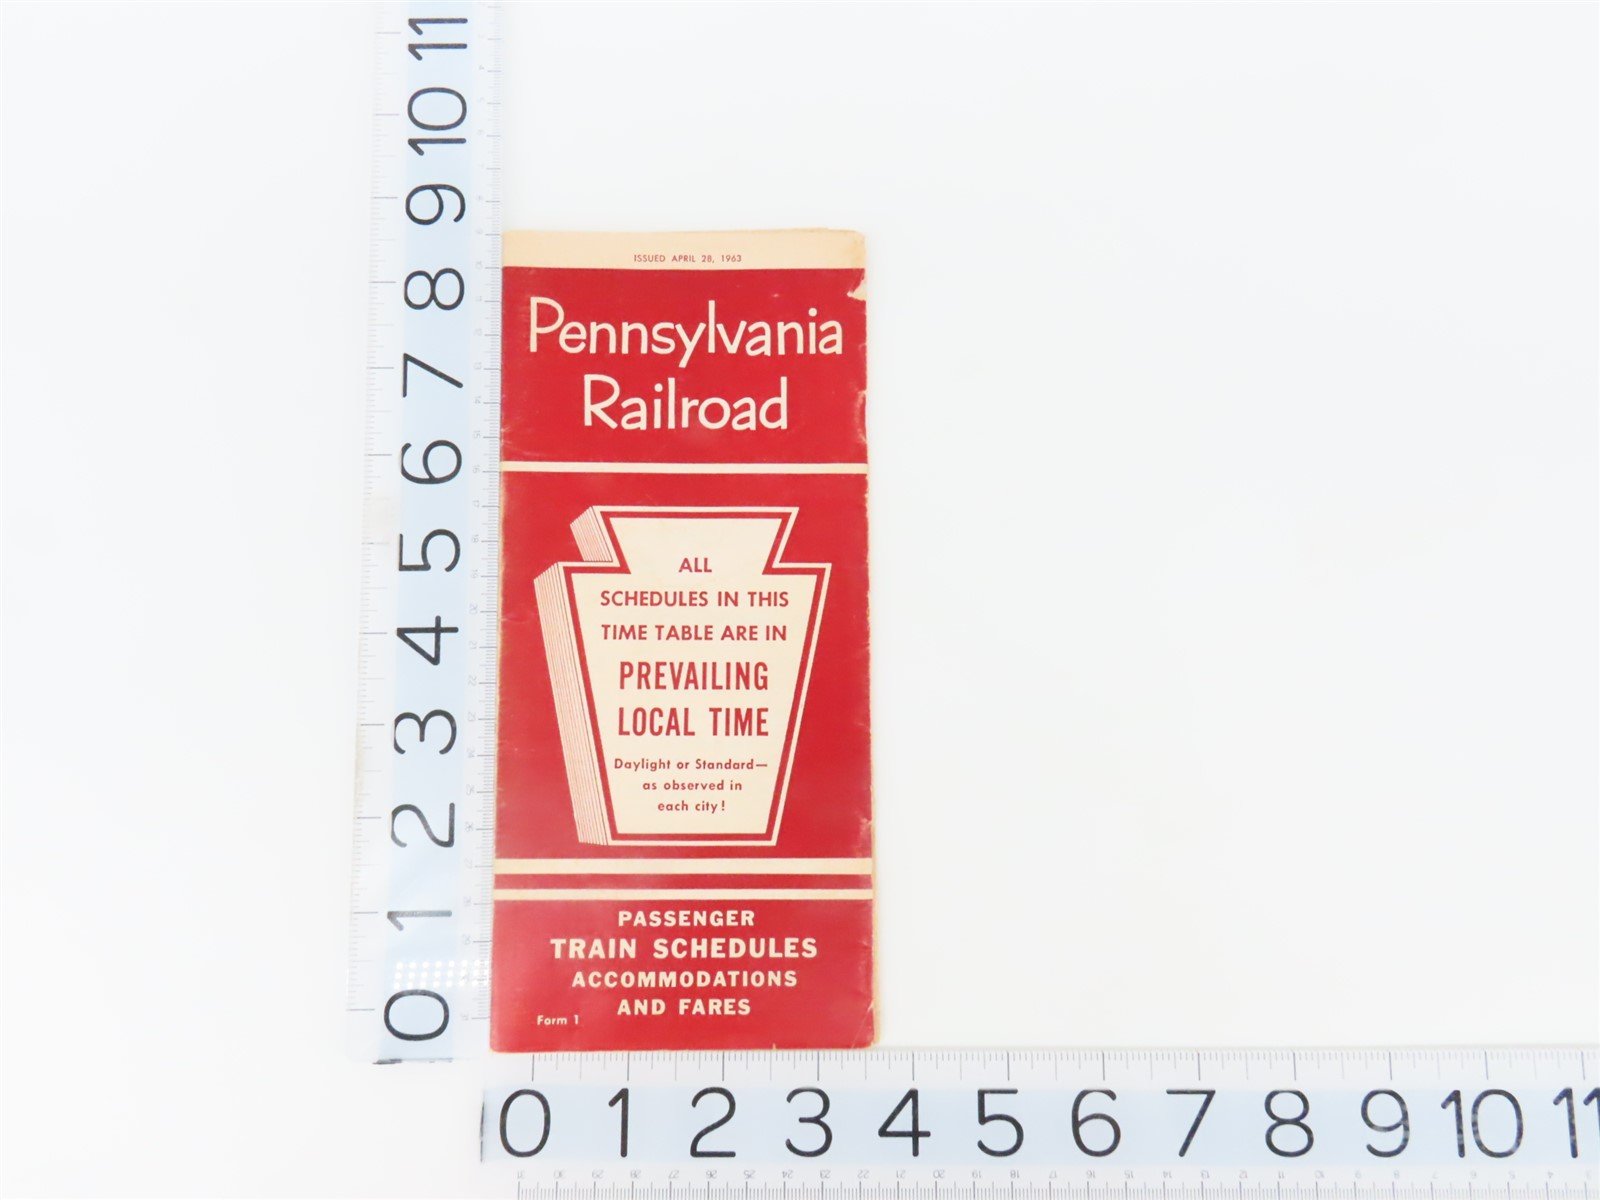 ISSUED APRIL 28, 1963
Pennsylvania
Railroad
ALL
SCHEDULES IN THIS
TIME TABLE ARE IN
PREVAILING
LOCAL TIME
Daylight or Standard—
as observed in
each city!
PASSENGER
TRAIN SCHEDULES
ACCOMMODATIONS
AND FARES
Form 1
11
10
9
8
7
6
5
4
3
2
1
0
0 1 2 3 4 5 6 7 8 9 10 11